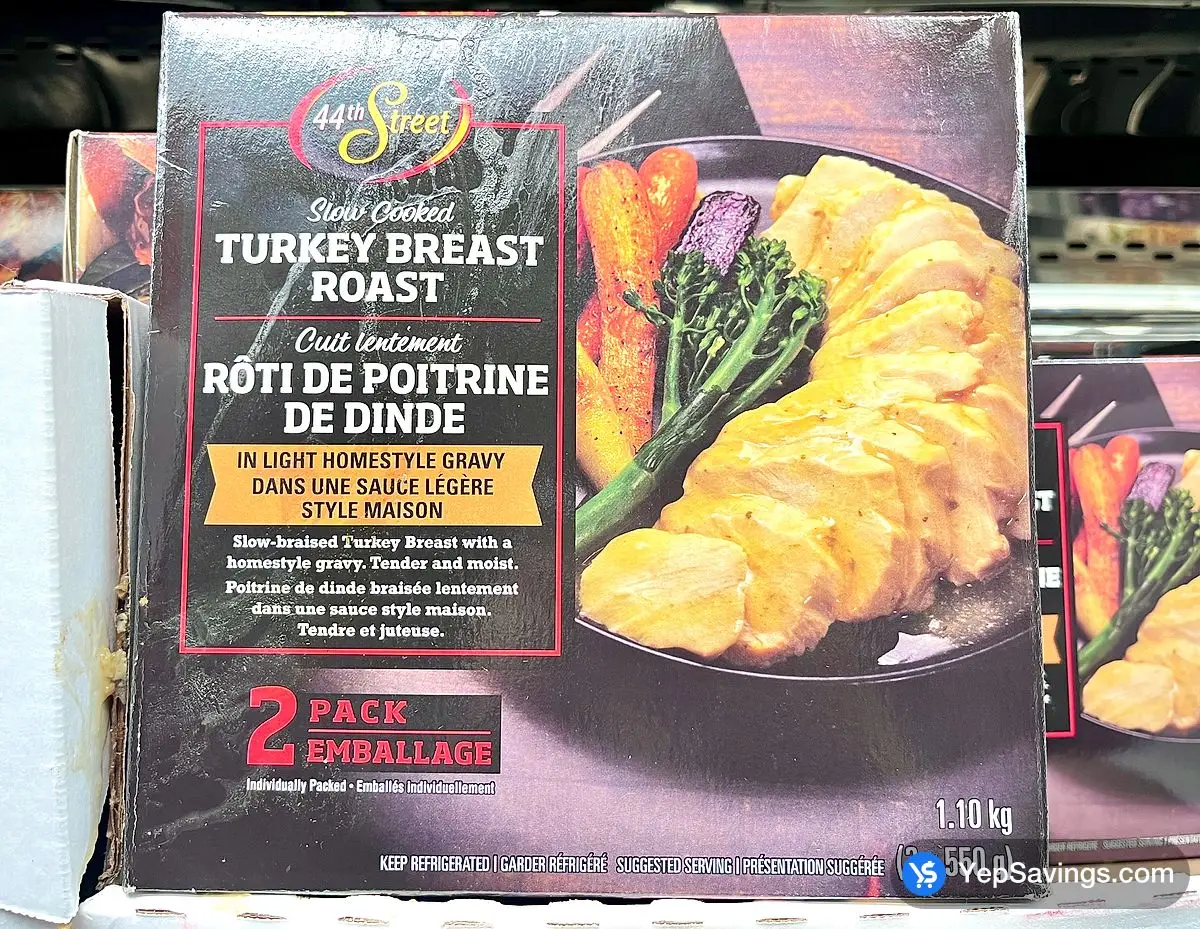 44th Street
Slow Cooked
TURKEY BREAST
ROAST
Cuit lentement
RÔTI DE POITRINE
DE DINDE
IN LIGHT HOMESTYLE GRAVY
DANS UNE SAUCE LÉGÈRE
STYLE MAISON
Slow-braised Turkey Breast with a
homestyle gravy. Tender and moist.
Poitrine de dinde braisée lentement
dans une sauce style maison.
Tendre et juteuse.
2 PACK
EMBALLAGE
Individually Packed • Emballés individuellement
1.10 kg
KEEP REFRIGERATED | GARDER RÉFRIGÉRÉ SUGGESTED SERVING | PRÉSENTATION SUGGÉRÉE
550 g)
YepSavings.com